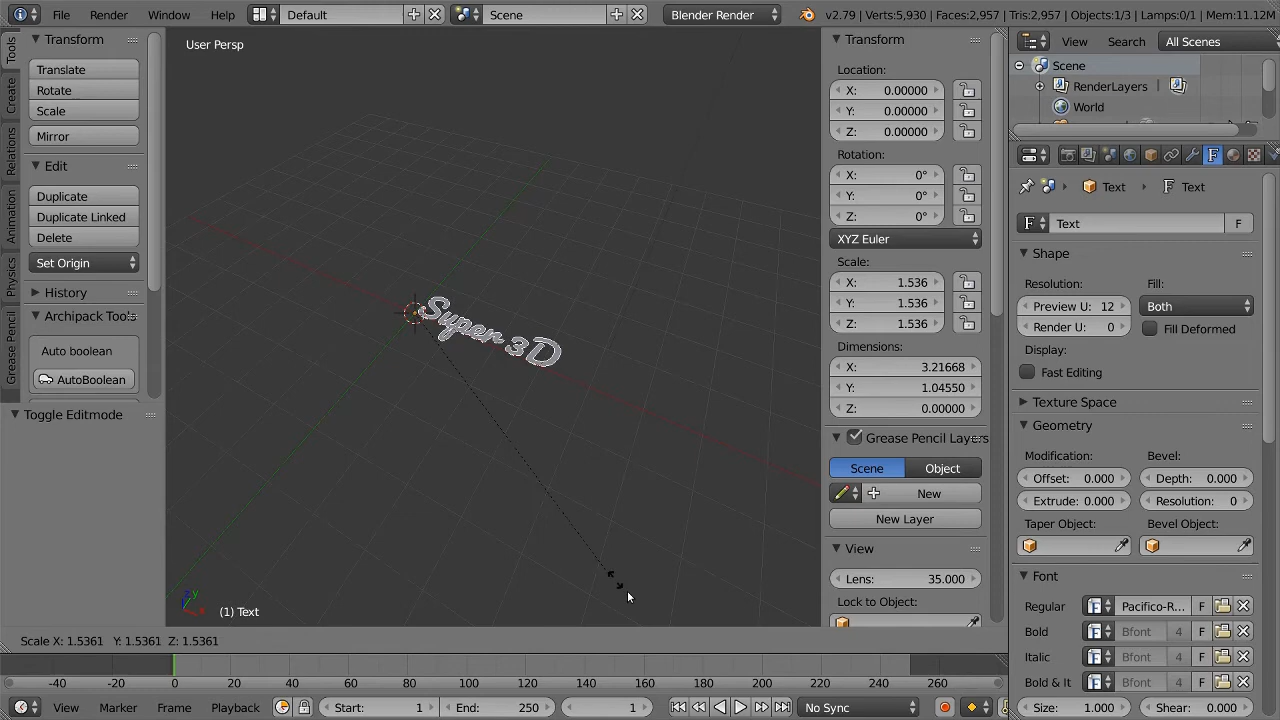 File Render Window Help Default Scene Blender Render v2.79 | Verts:5,930 | Faces:2,957 | Tris:2,957 | Objects:1/3 | Lamps:0/1 | Mem:11.12M
Tools
Create
Relations
Animation
Physics
Grease Pencil
Transform
Translate
Rotate
Scale
Mirror
Edit
Duplicate
Duplicate Linked
Delete
Set Origin
History
Archipack Tools
Auto boolean
AutoBoolean
Toggle Editmode
User Persp
Super 3D
(1) Text
Scale X: 1.5361 Y: 1.5361 Z: 1.5361
Transform
Location:
X: 0.00000
Y: 0.00000
Z: 0.00000
Rotation:
X: 0°
Y: 0°
Z: 0°
XYZ Euler
Scale:
X: 1.536
Y: 1.536
Z: 1.536
Dimensions:
X: 3.21668
Y: 1.04550
Z: 0.00000
Grease Pencil Layers
Scene Object
New
New Layer
View
Lens: 35.000
Lock to Object:
View Search All Scenes
Scene
RenderLayers |
World
Text Text
F Text F
Shape
Resolution: Fill:
Preview U: 12 Both
Render U: 0 Fill Deformed
Display:
Fast Editing
Texture Space
Geometry
Modification: Bevel:
Offset: 0.000 Depth: 0.000
Extrude: 0.000 Resolution: 0
Taper Object: Bevel Object:
Font
Regular Pacifico-R... F
Bold Bfont 4 F
Italic Bfont 4 F
Bold & It Bfont 4 F
Size: 1.000 Shear: 0.000
-40 -20 0 20 40 60 80 100 120 140 160 180 200 220 240 260
View Marker Frame Playback Start: 1 End: 250 1 No Sync